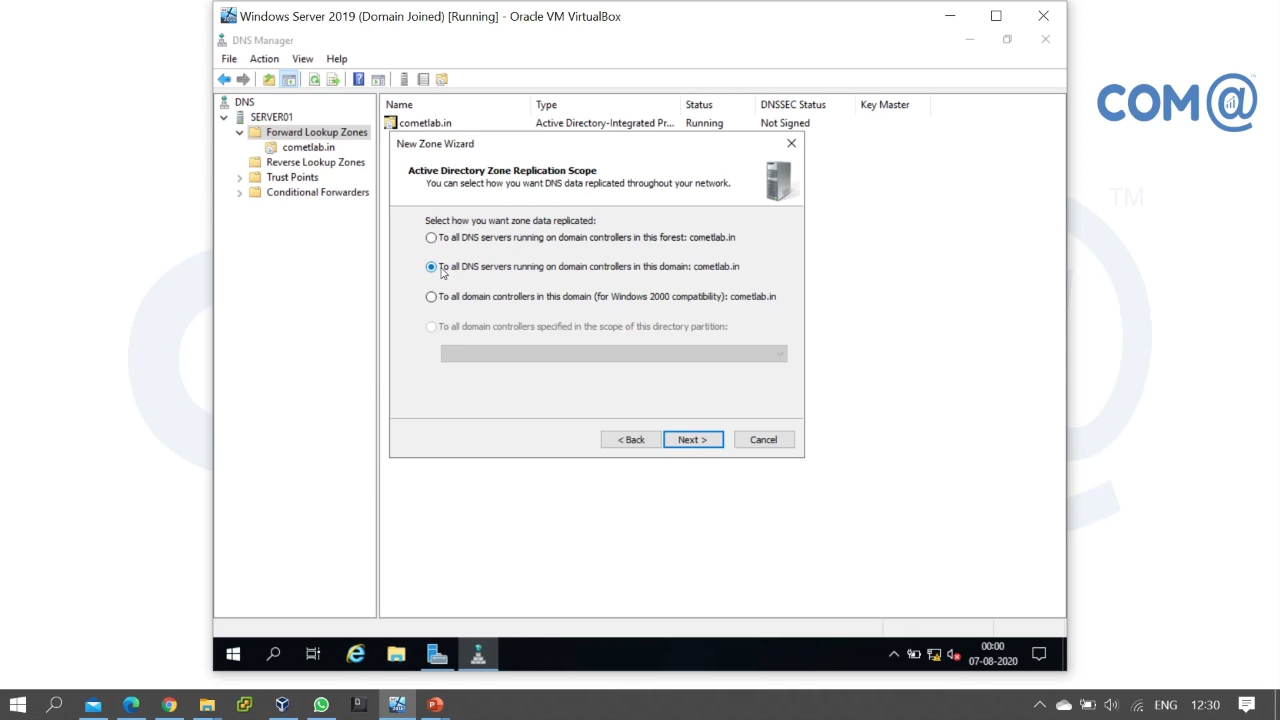 Windows Server 2019 (Domain Joined) [Running] - Oracle VM VirtualBox
DNS Manager
File Action View Help
DNS
SERVER01
Forward Lookup Zones
cometlab.in
Reverse Lookup Zones
Trust Points
Conditional Forwarders
Name Type Status DNSSEC Status Key Master
cometlab.in Active Directory-Integrated Pr... Running Not Signed
New Zone Wizard
Active Directory Zone Replication Scope
You can select how you want DNS data replicated throughout your network.
Select how you want zone data replicated:
To all DNS servers running on domain controllers in this forest: cometlab.in
To all DNS servers running on domain controllers in this domain: cometlab.in
To all domain controllers in this domain (for Windows 2000 compatibility): cometlab.in
To all domain controllers specified in the scope of this directory partition:
< Back Next > Cancel
COM@
TM
00:00
07-08-2020
ENG 12:30